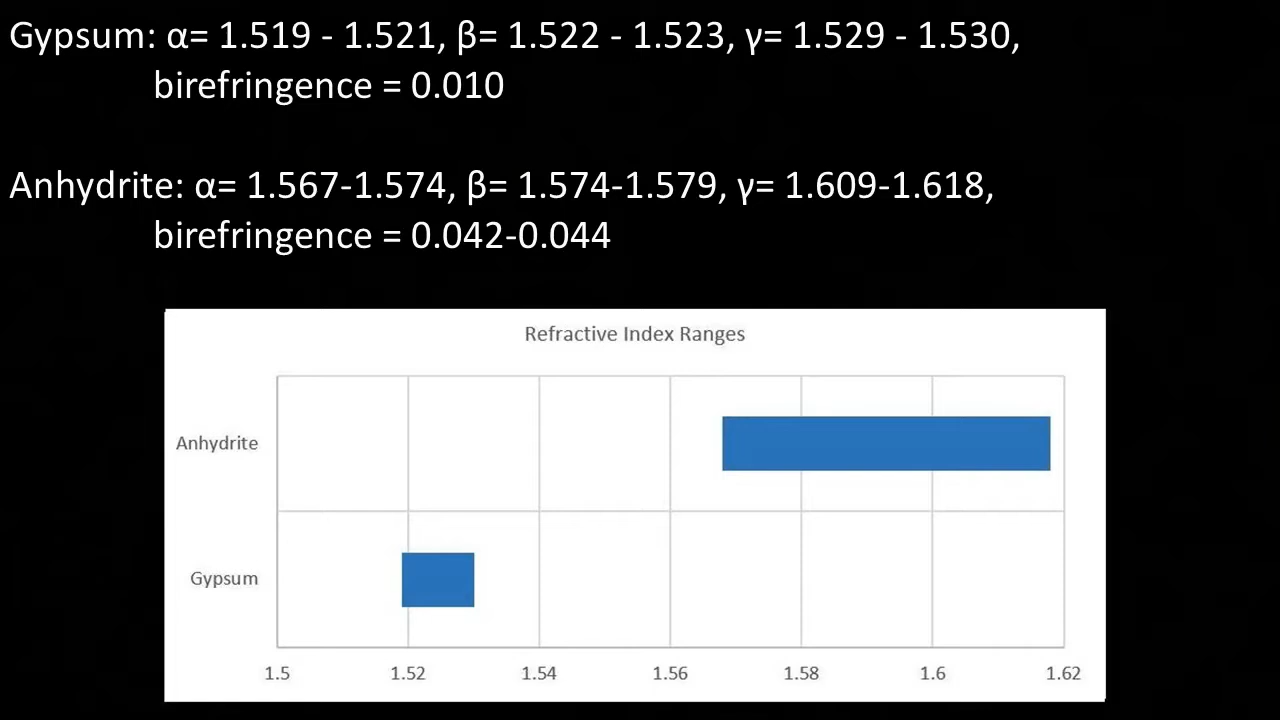 Gypsum: α= 1.519 - 1.521, β= 1.522 - 1.523, γ= 1.529 - 1.530,
birefringence = 0.010
Anhydrite: α= 1.567-1.574, β= 1.574-1.579, γ= 1.609-1.618,
birefringence = 0.042-0.044
Refractive Index Ranges
Anhydrite
Gypsum
1.5 1.52 1.54 1.56 1.58 1.6 1.62